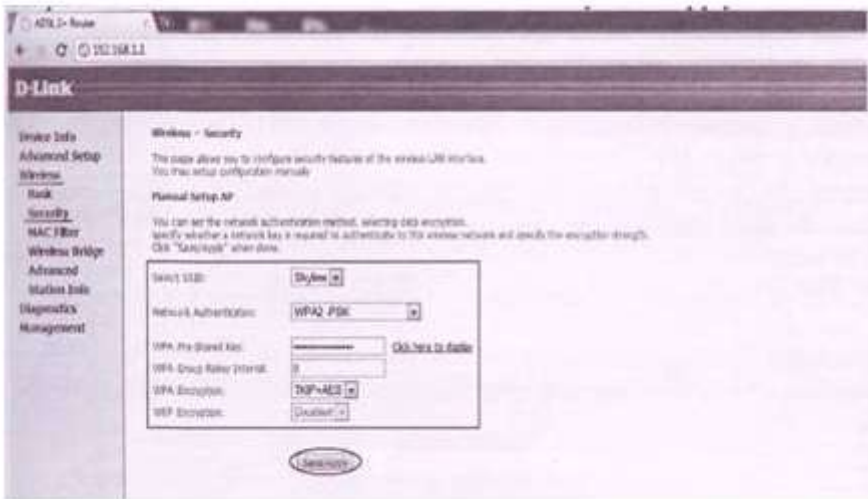 ADSL 2+ Router
192.168.1.1
D-Link
Device Info
Advanced Setup
Wireless
Basic
Security
MAC Filter
Wireless Bridge
Advanced
Station Info
Diagnostics
Management
Wireless -- Security
This page allows you to configure security features of the wireless LAN interface.
You may setup configuration manually
Manual Setup AP
You can set the network authentication method, selecting data encryption,
specify whether a network key is required to authenticate to this wireless network and specify the encryption strength.
Click "Save/Apply" when done.
Select SSID: Skyline
Network Authentication: WPA2 -PSK
WPA Pre-Shared Key: Click here to display
WPA Group Rekey Interval: 0
WPA Encryption: TKIP+AES
WEP Encryption: Disabled
Save/Apply